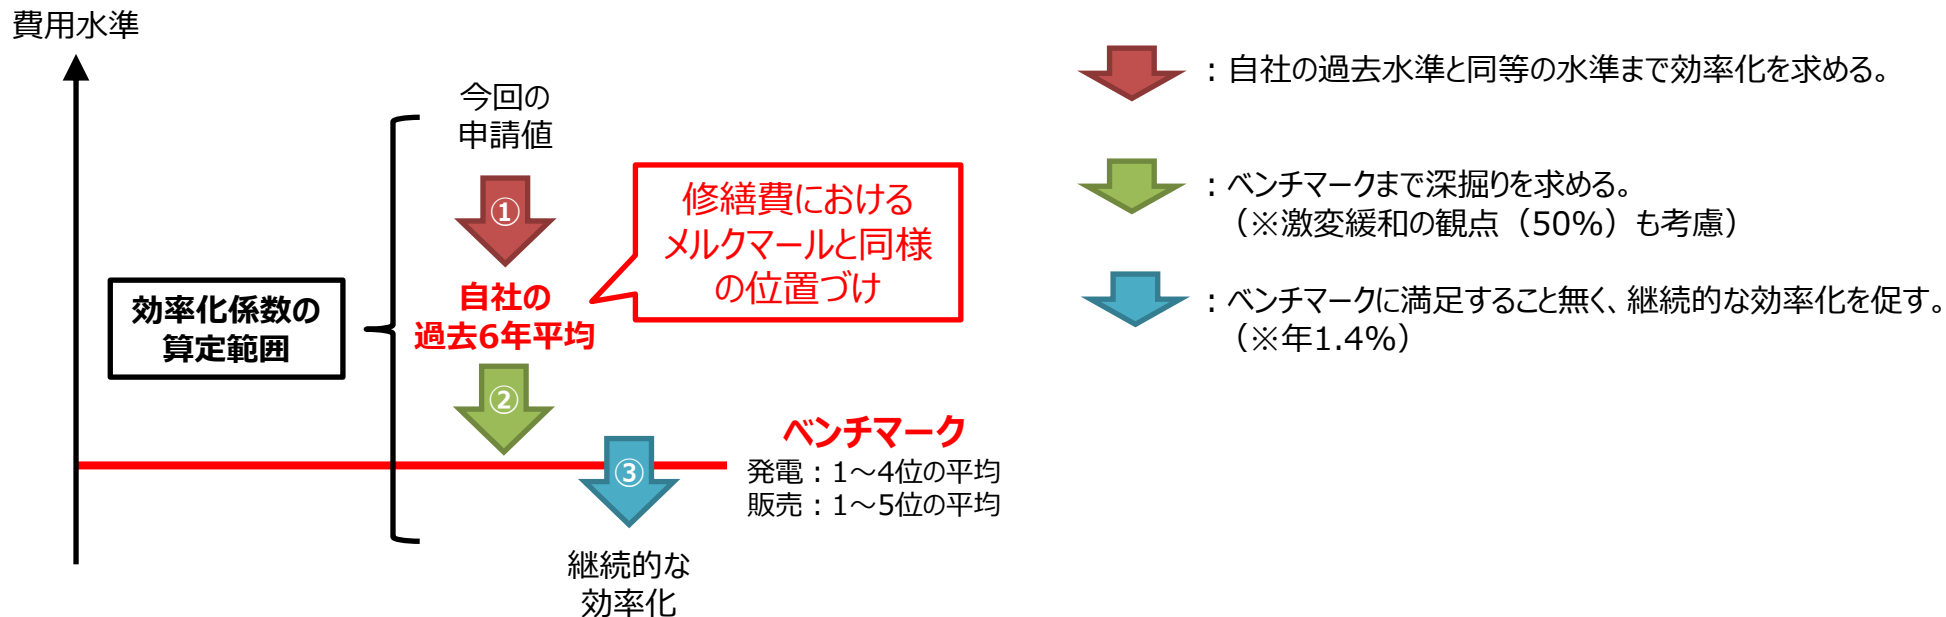 費用水準
今回の
申請値
①
自社の
過去6年平均
②
修繕費における
メルクマールと同様
の位置づけ
効率化係数の
算定範囲
ベンチマーク
発電：1～4位の平均
販売：1～5位の平均
③
継続的な
効率化
：自社の過去水準と同等の水準まで効率化を求める。
：ベンチマークまで深掘りを求める。
（※激変緩和の観点（50%）も考慮）
：ベンチマークに満足すること無く、継続的な効率化を促す。
（※年1.4%）